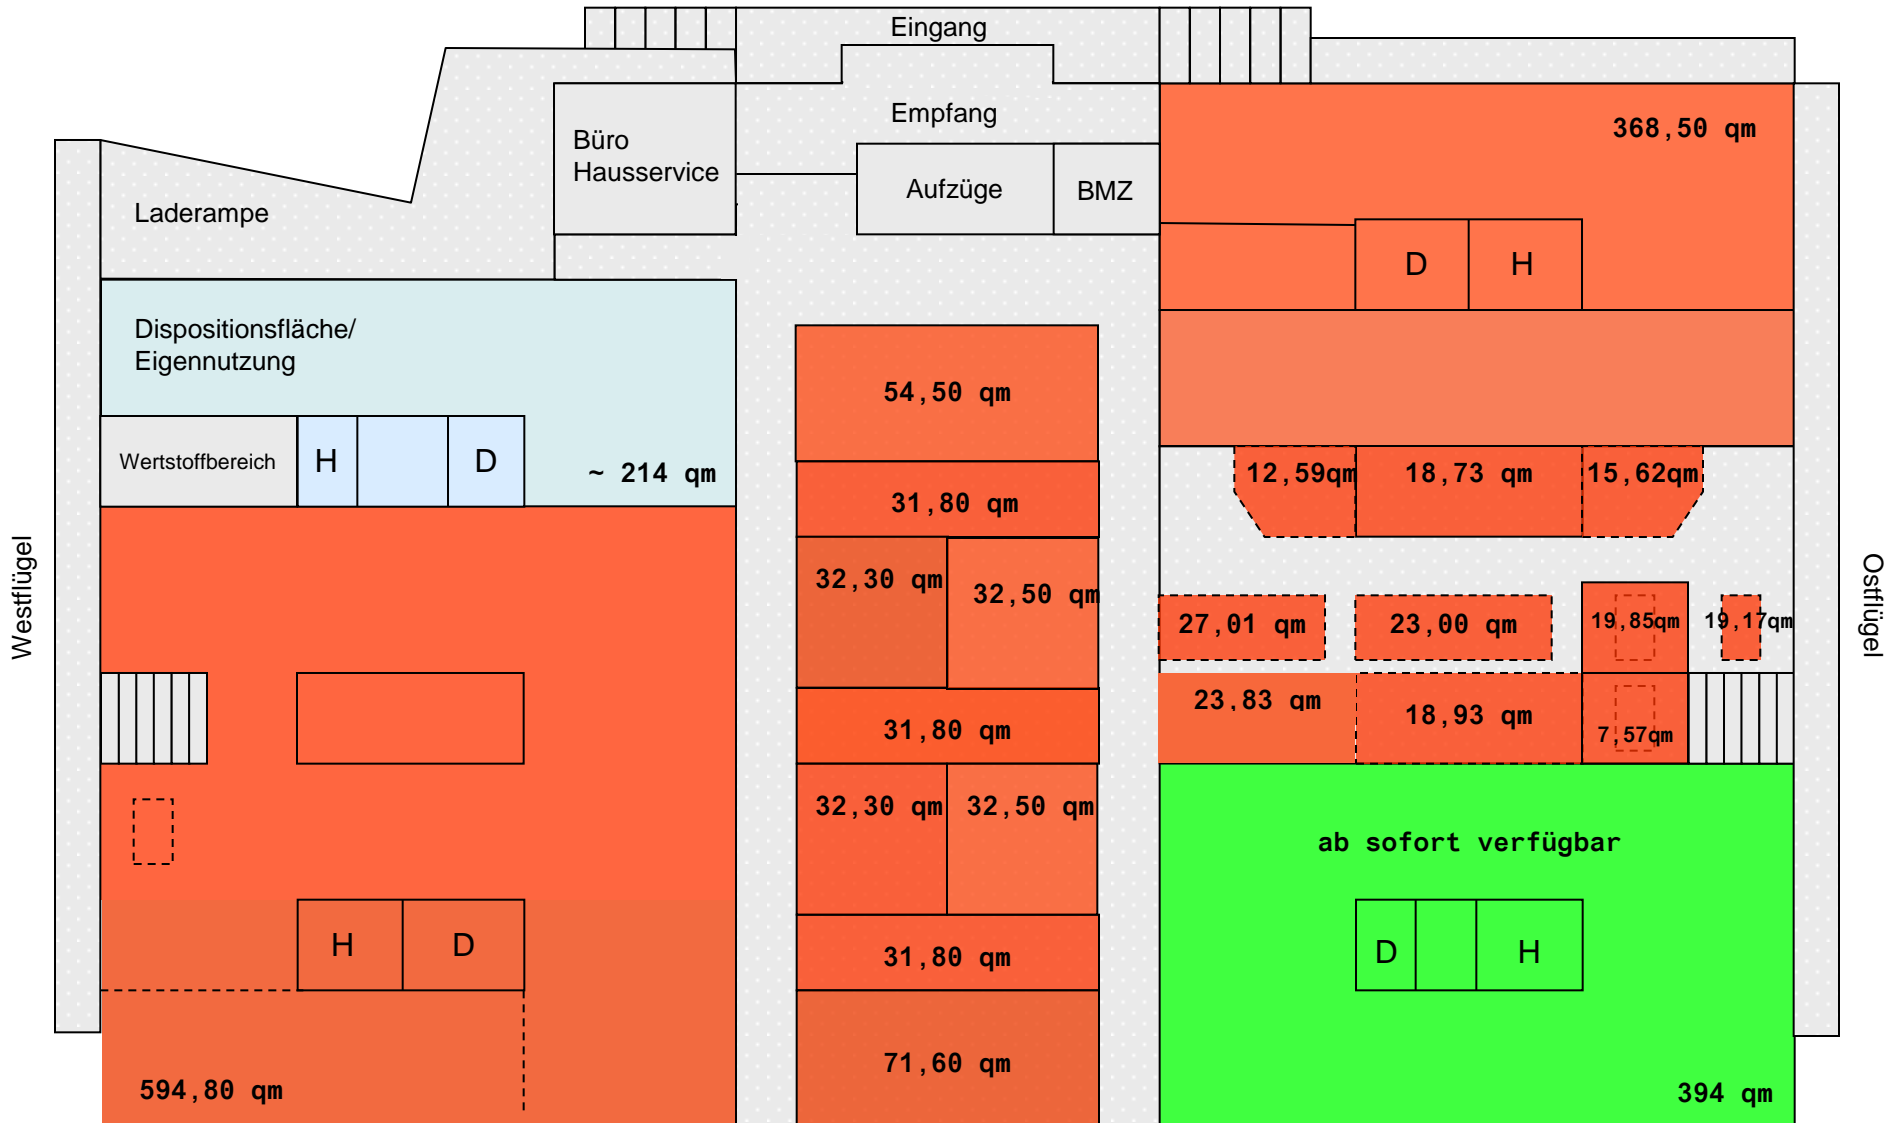 Eingang
Empfang
368,50 qm
Büro
Hausservice
Aufzüge
BMZ
Laderampe
D
H
Dispositionsfläche/
Eigennutzung
54,50 qm
Wertstoffbereich
H
D
~ 214 qm
31,80 qm
12,59qm
18,73 qm
15,62qm
Westflügel
Ostflügel
32,30 qm
32,50 qm
27,01 qm
23,00 qm
19,85qm
19,17qm
23,83 qm
18,93 qm
7,57qm
31,80 qm
32,30 qm
32,50 qm
ab sofort verfügbar
H
D
31,80 qm
D
H
71,60 qm
594,80 qm
394 qm